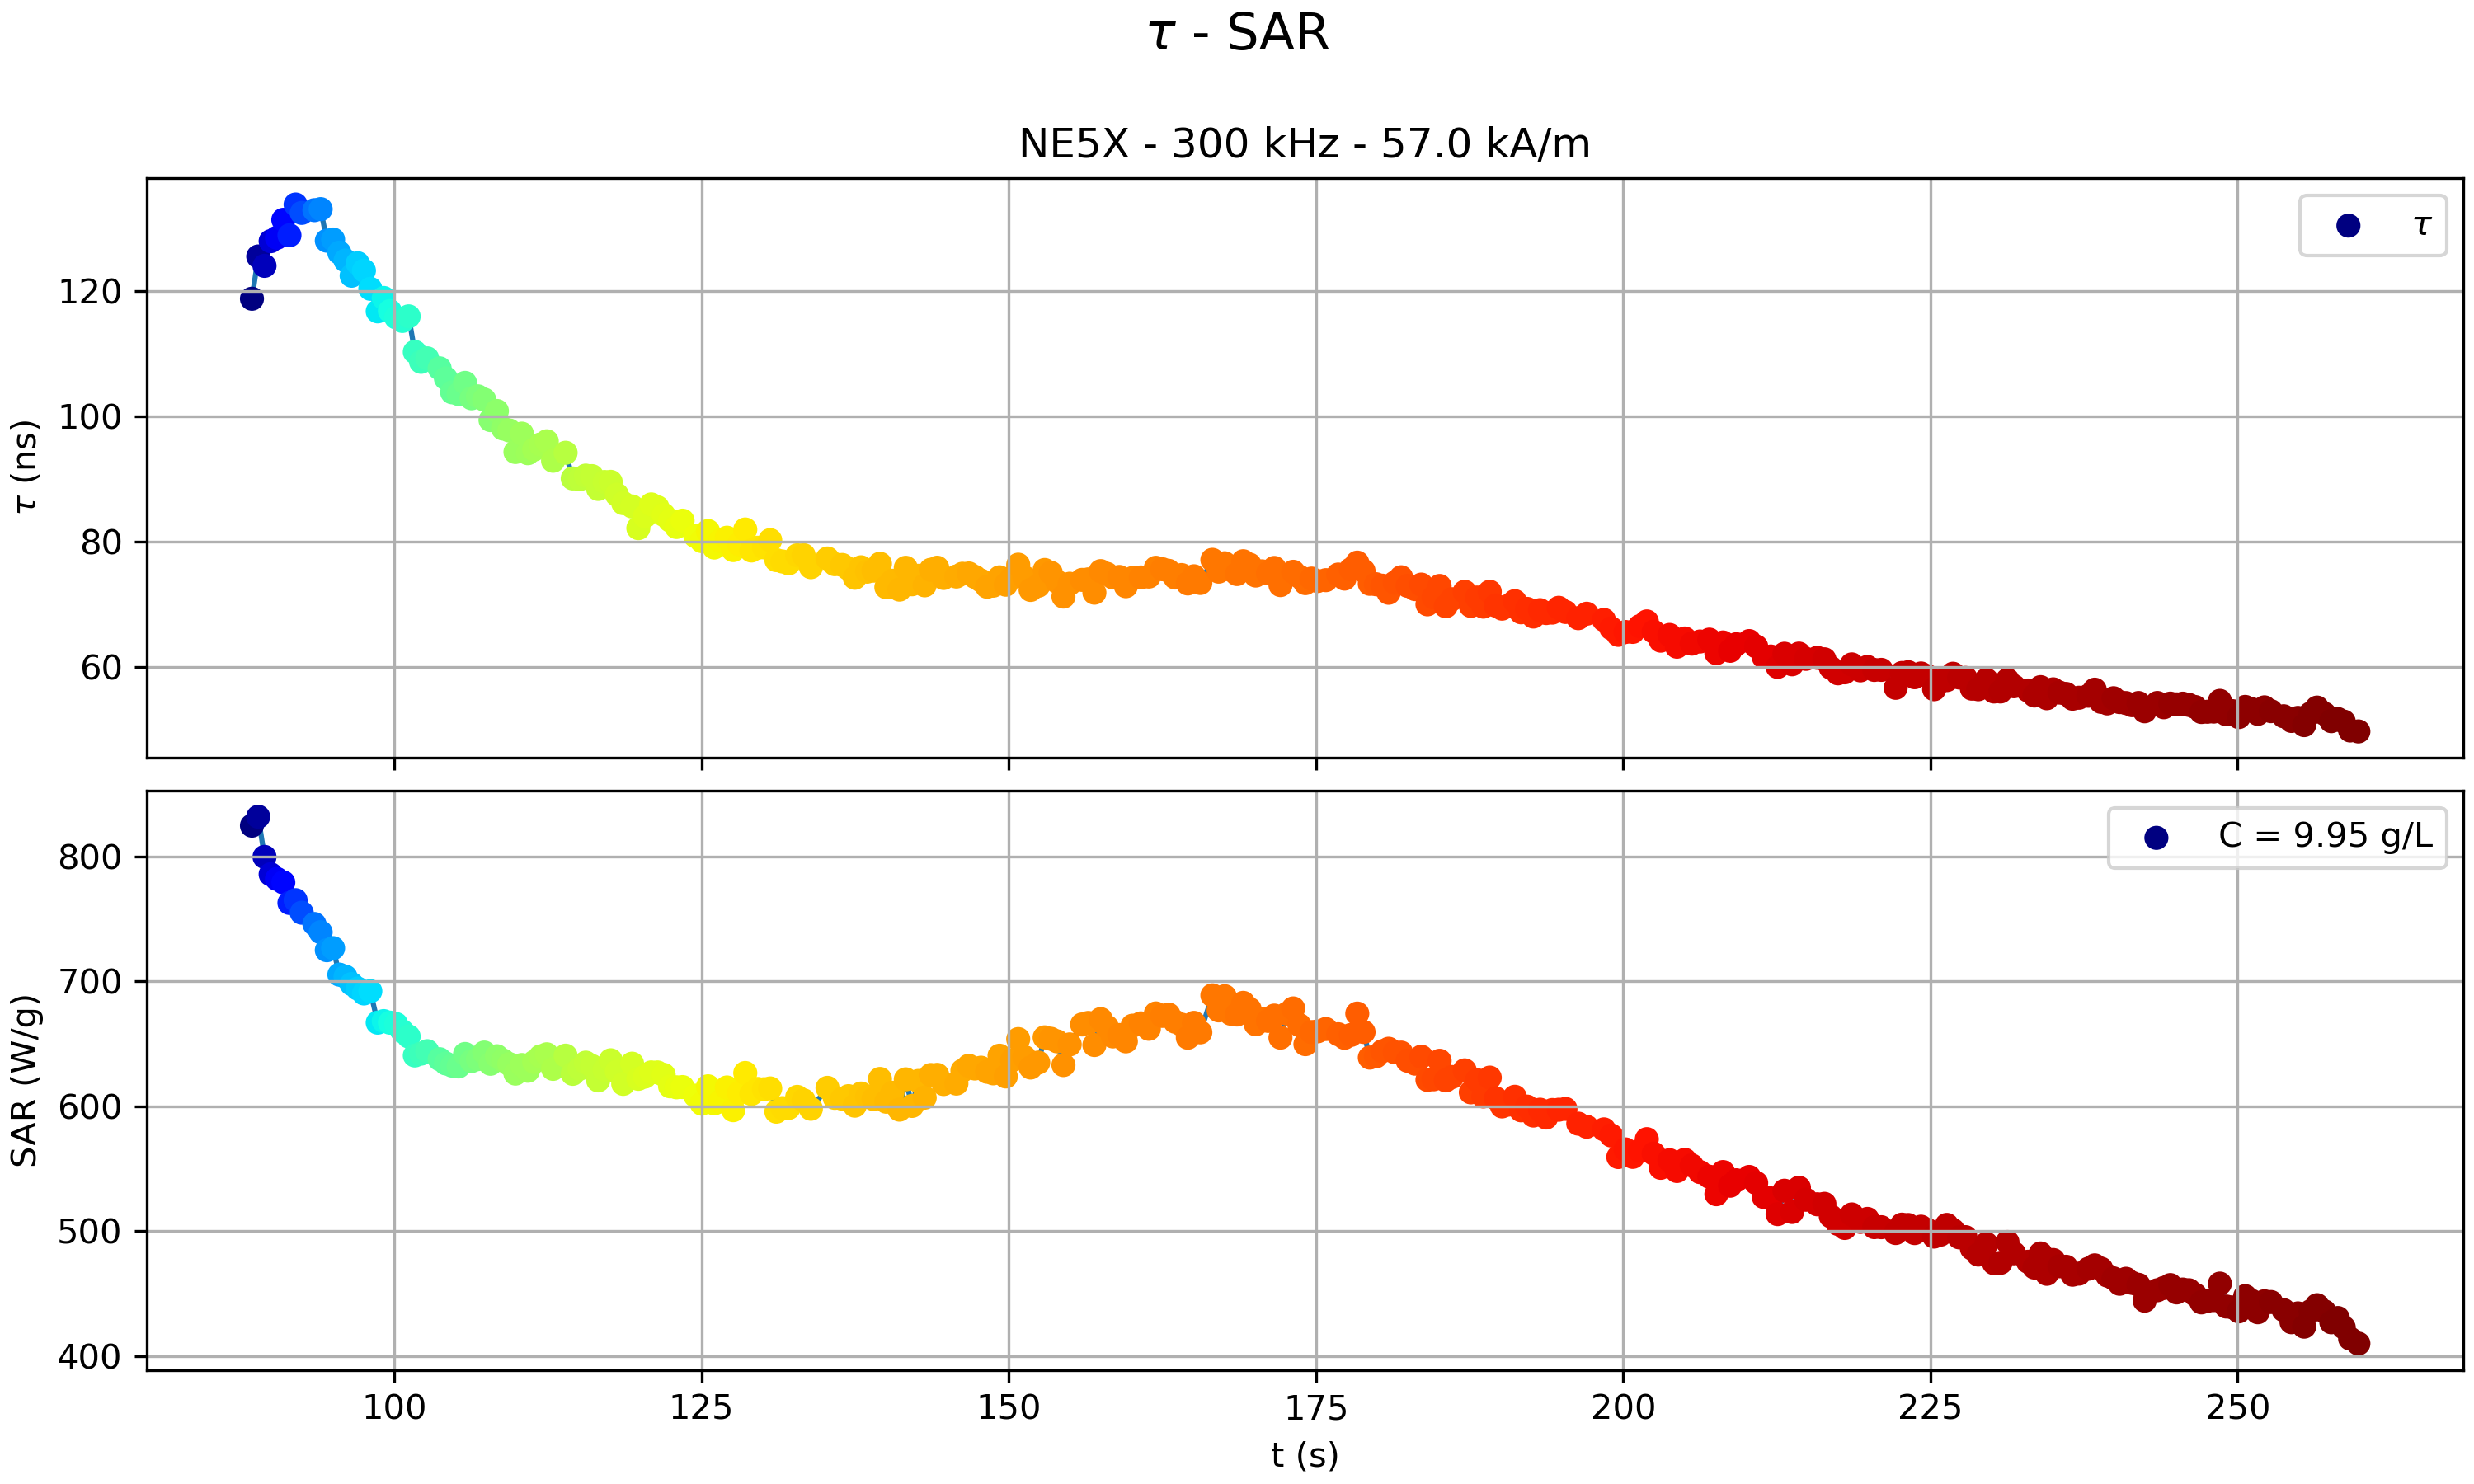 τ - SAR
NE5X - 300 kHz - 57.0 kA/m
τ
τ (ns)
120
100
80
60
C = 9.95 g/L
SAR (W/g)
800
700
600
500
400
100 125 150 175 200 225 250
t (s)